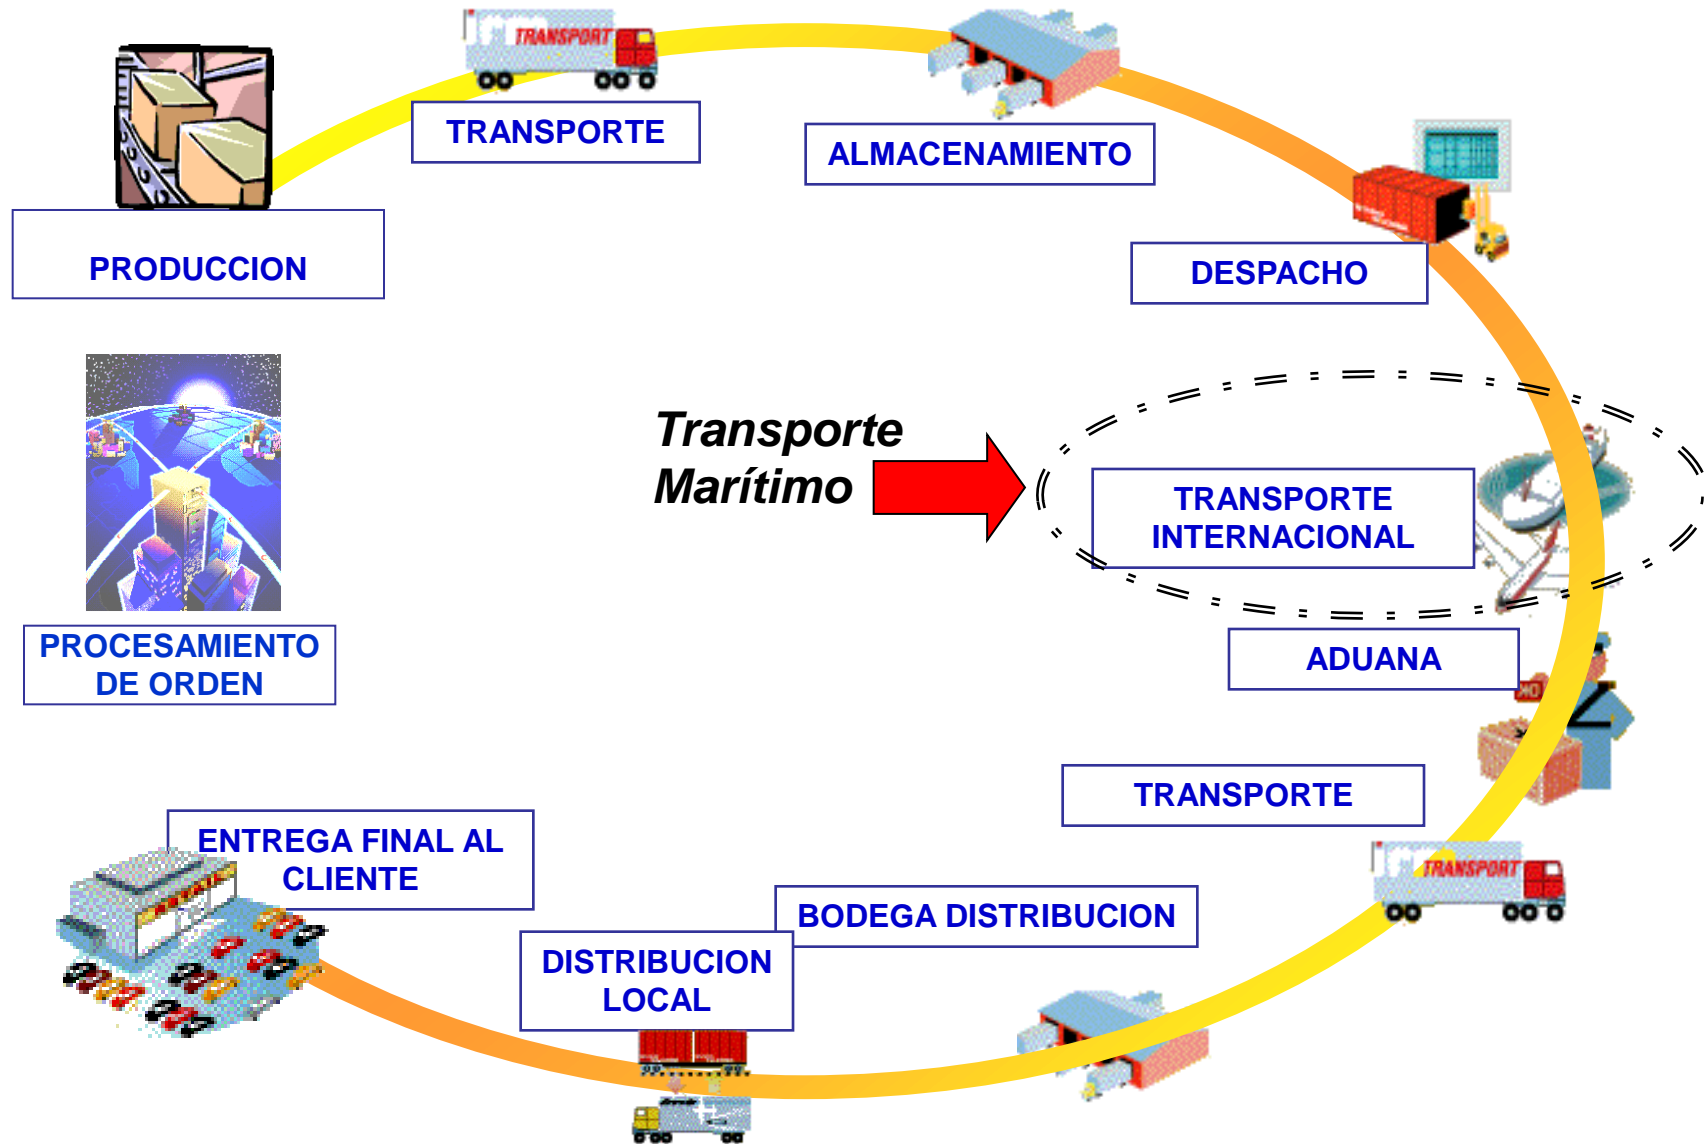 TRANSPORT
TRANSPORTE
ALMACENAMIENTO
PRODUCCION
DESPACHO
Transporte
Marítimo
TRANSPORTE
INTERNACIONAL
PROCESAMIENTO
DE ORDEN
ADUANA
OK
TRANSPORTE
TRANSPORT
ENTREGA FINAL AL
CLIENTE
BODEGA DISTRIBUCION
DISTRIBUCION
LOCAL